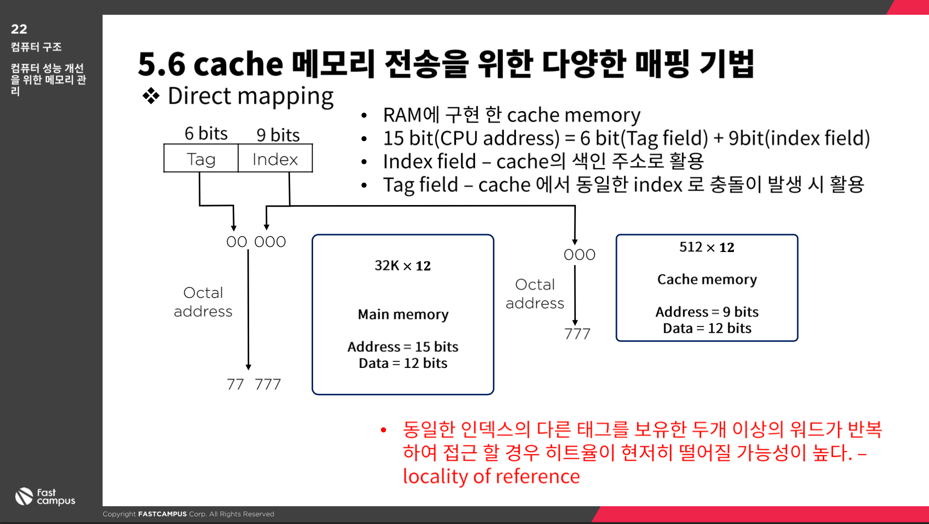 22
컴퓨터 구조
컴퓨터 성능 개선
을 위한 메모리 관
리
5.6 cache 메모리 전송을 위한 다양한 매핑 기법
❖ Direct mapping
• RAM에 구현 한 cache memory
• 15 bit(CPU address) = 6 bit(Tag field) + 9bit(index field)
• Index field – cache의 색인 주소로 활용
• Tag field – cache 에서 동일한 index 로 충돌이 발생 시 활용
6 bits 9 bits
Tag Index
00 000
Octal
address
77 777
32K × 12
Main memory
Address = 15 bits
Data = 12 bits
000
Octal
address
777
512 × 12
Cache memory
Address = 9 bits
Data = 12 bits
• 동일한 인덱스의 다른 태그를 보유한 두개 이상의 워드가 반복
하여 접근 할 경우 히트율이 현저히 떨어질 가능성이 높다. –
locality of reference
Fast
campus
Copyright FASTCAMPUS Corp. All Rights Reserved